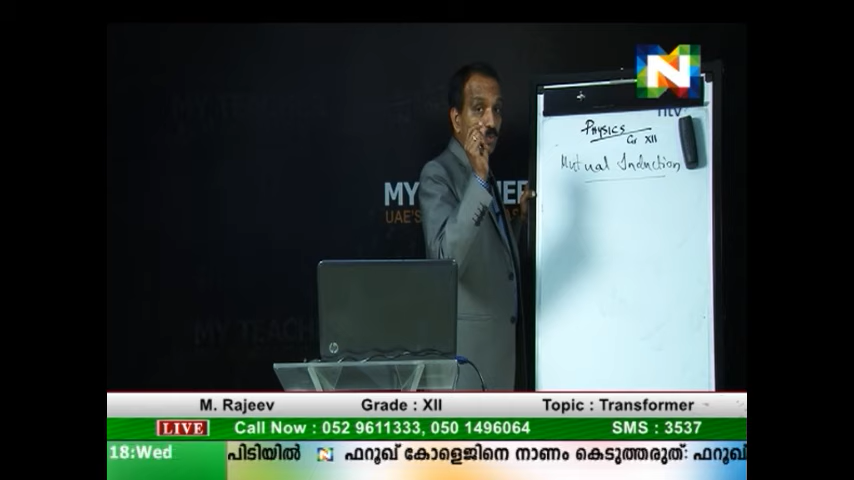 N
ntv
Physics
Gr XII
Mutual Induction
MY
UAE'S
MY TEACH
M. Rajeev Grade : XII Topic : Transformer
LIVE Call Now : 052 9611333, 050 1496064 SMS : 3537
18:Wed പിടിയിൽ N ഫറൂഖ് കോളെജിനെ നാണം കെടുത്തരുത്: ഫറൂഖ്